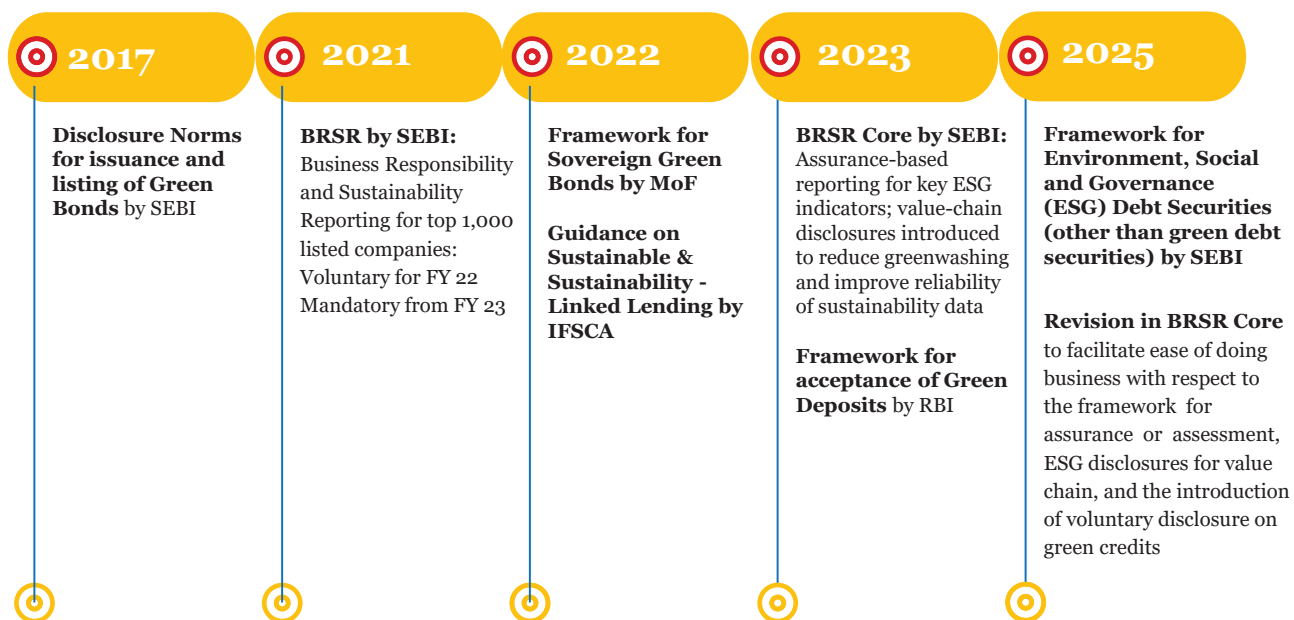 2017
Disclosure Norms
for issuance and
listing of Green
Bonds by SEBI
2021
BRSR by SEBI:
Business Responsibility
and Sustainability
Reporting for top 1,000
listed companies:
Voluntary for FY 22
Mandatory from FY 23
2022
Framework for
Sovereign Green
Bonds by MoF
Guidance on
Sustainable &
Sustainability -
Linked Lending by
IFSCA
2023
BRSR Core by SEBI:
Assurance-based
reporting for key ESG
indicators; value-chain
disclosures introduced
to reduce greenwashing
and improve reliability
of sustainability data
Framework for
acceptance of Green
Deposits by RBI
2025
Framework for
Environment, Social
and Governance
(ESG) Debt Securities
(other than green debt
securities) by SEBI
Revision in BRSR Core
to facilitate ease of doing
business with respect to
the framework for
assurance or assessment,
ESG disclosures for value
chain, and the introduction
of voluntary disclosure on
green credits